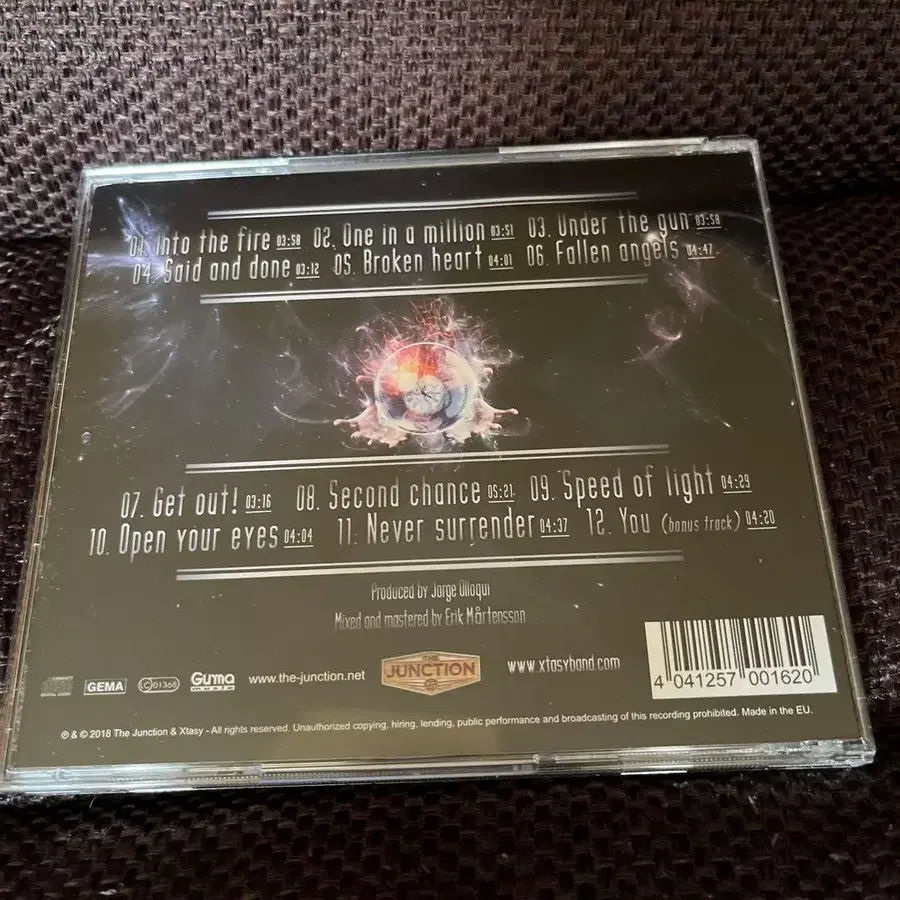 01. Into the fire 03:50 02. One in a million 03:51 03. Under the gun 03:58
04. Said and done 03:12 05. Broken heart 04:01 06. Fallen angels 04:47
07. Get out! 03:16 08. Second chance 05:21 09. Speed of light 04:29
10. Open your eyes 04:04 11. Never surrender 04:37 12. You (bonus track) 04:20
Produced by Jorge Olloqui
Mixed and mastered by Erik Mårtensson
GEMA LC 01368 Guma music www.the-junction.net THE JUNCTION www.xtasyband.com
4 041257 001620
℗ & © 2018 The Junction & Xtasy - All rights reserved. Unauthorized copying, hiring, lending, public performance and broadcasting of this recording prohibited. Made in the EU.